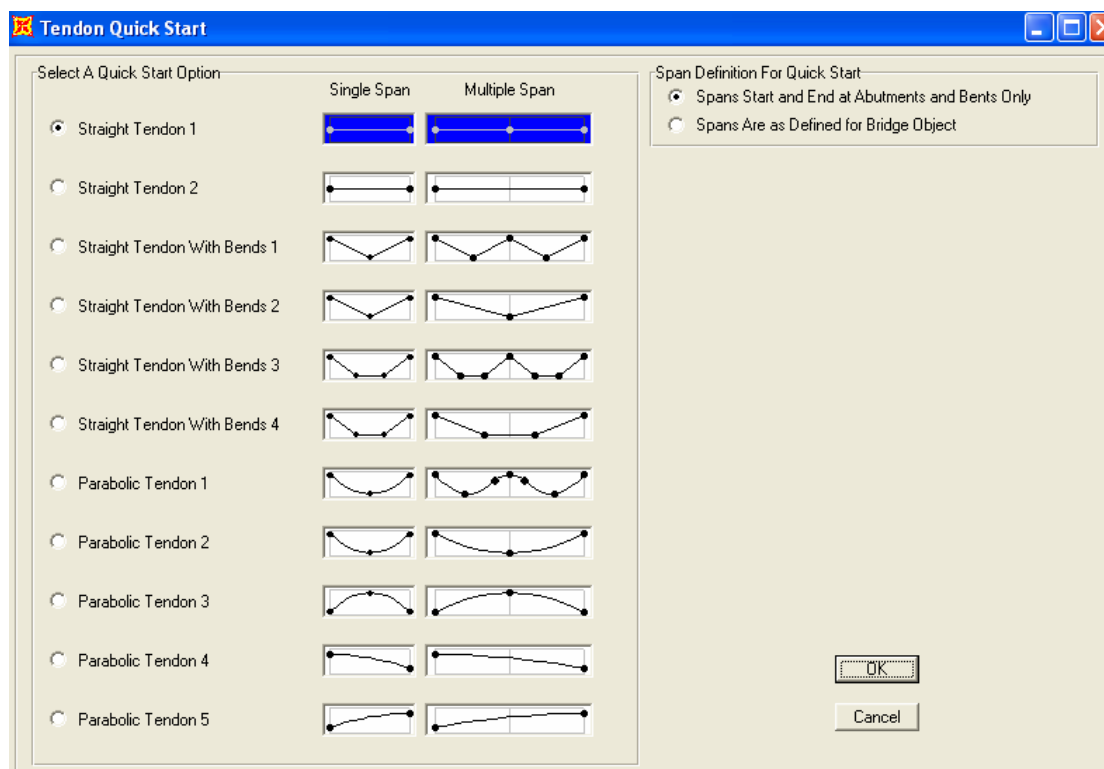 Tendon Quick Start
Select A Quick Start Option
Single Span Multiple Span
Straight Tendon 1
Straight Tendon 2
Straight Tendon With Bends 1
Straight Tendon With Bends 2
Straight Tendon With Bends 3
Straight Tendon With Bends 4
Parabolic Tendon 1
Parabolic Tendon 2
Parabolic Tendon 3
Parabolic Tendon 4
Parabolic Tendon 5
Span Definition For Quick Start
Spans Start and End at Abutments and Bents Only
Spans Are as Defined for Bridge Object
OK
Cancel